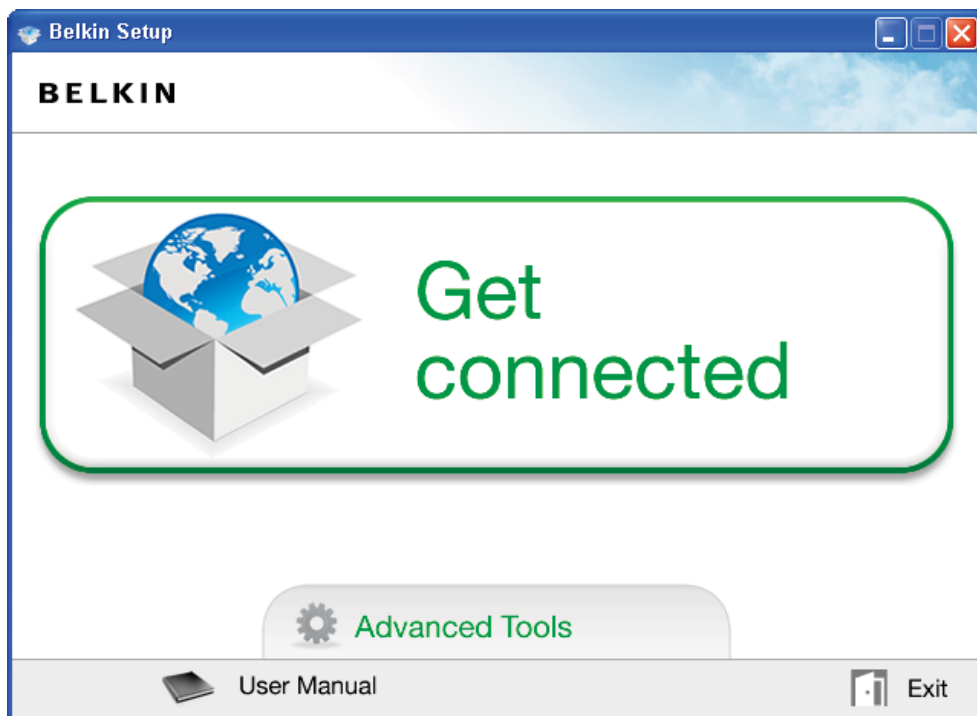 Belkin Setup
BELKIN
Get
connected
Advanced Tools
User Manual
Exit